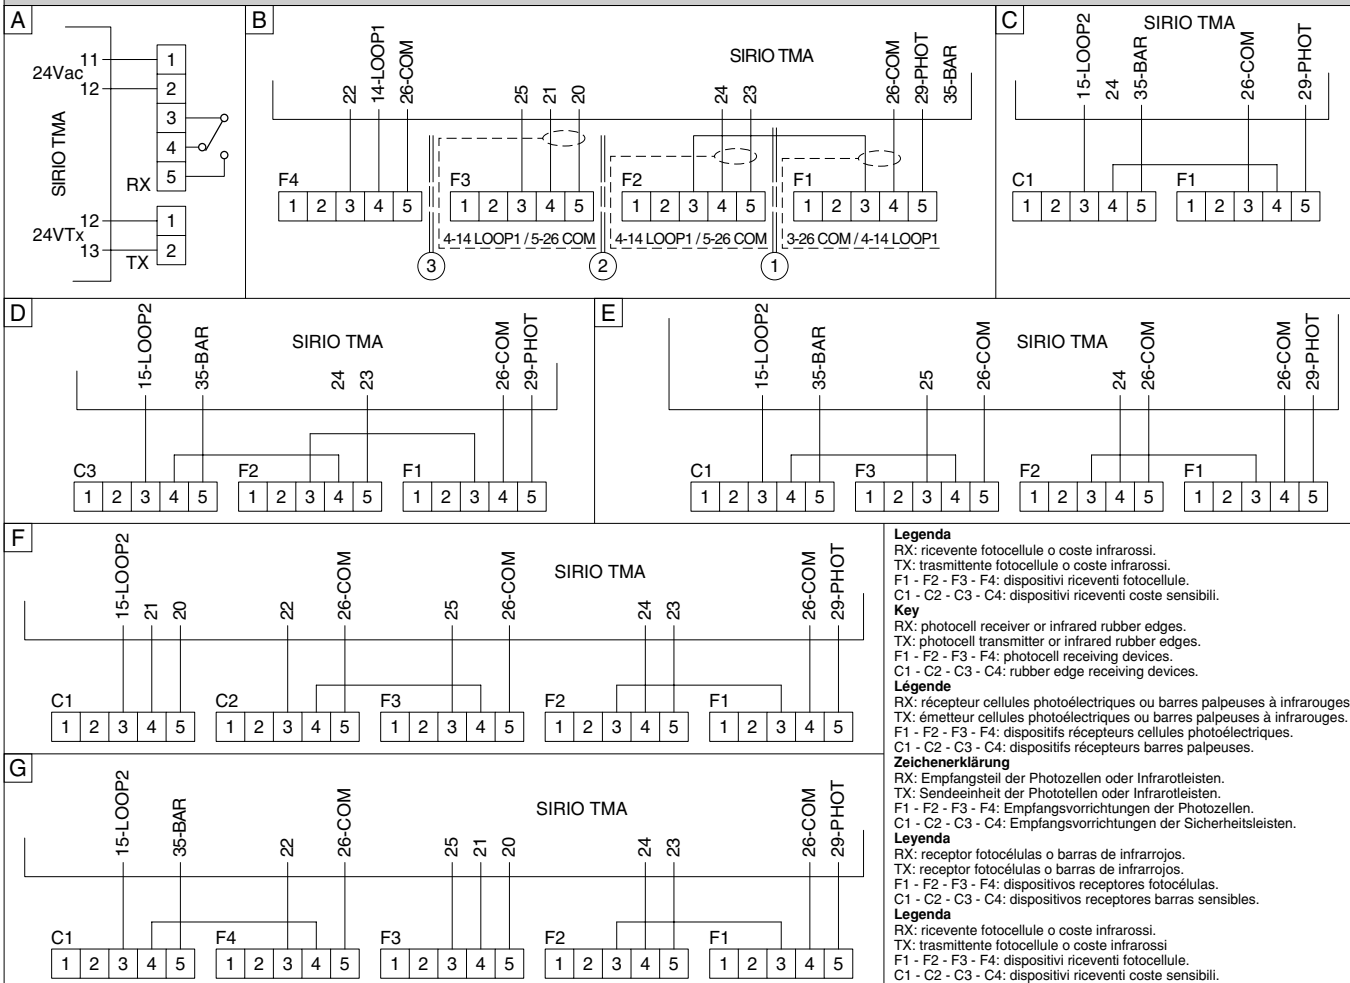 A
11
24Vac
12
SIRIO TMA
1
2
3
4
5
RX
12
24VTx
13
TX
1
2
B
SIRIO TMA
22
14-LOOP1
26-COM
25
21
20
24
23
26-COM
29-PHOT
35-BAR
F4
1 2 3 4 5
F3
1 2 3 4 5
F2
1 2 3 4 5
F1
1 2 3 4 5
4-14 LOOP1 / 5-26 COM
4-14 LOOP1 / 5-26 COM
3-26 COM / 4-14 LOOP1
3
2
1
C
SIRIO TMA
15-LOOP2
24
35-BAR
26-COM
29-PHOT
C1
1 2 3 4 5
F1
1 2 3 4 5
D
SIRIO TMA
15-LOOP2
35-BAR
24
23
26-COM
29-PHOT
C3
1 2 3 4 5
F2
1 2 3 4 5
F1
1 2 3 4 5
E
SIRIO TMA
15-LOOP2
35-BAR
25
26-COM
24
26-COM
26-COM
29-PHOT
C1
1 2 3 4 5
F3
1 2 3 4 5
F2
1 2 3 4 5
F1
1 2 3 4 5
F
SIRIO TMA
15-LOOP2
21
20
22
26-COM
25
26-COM
24
23
26-COM
29-PHOT
C1
1 2 3 4 5
C2
1 2 3 4 5
F3
1 2 3 4 5
F2
1 2 3 4 5
F1
1 2 3 4 5
G
SIRIO TMA
15-LOOP2
35-BAR
22
26-COM
25
21
20
24
23
26-COM
29-PHOT
C1
1 2 3 4 5
F4
1 2 3 4 5
F3
1 2 3 4 5
F2
1 2 3 4 5
F1
1 2 3 4 5
Legenda
RX: ricevente fotocellule o coste infrarossi.
TX: trasmittente fotocellule o coste infrarossi.
F1 - F2 - F3 - F4: dispositivi riceventi fotocellule.
C1 - C2 - C3 - C4: dispositivi riceventi coste sensibili.
Key
RX: photocell receiver or infrared rubber edges.
TX: photocell transmitter or infrared rubber edges.
F1 - F2 - F3 - F4: photocell receiving devices.
C1 - C2 - C3 - C4: rubber edge receiving devices.
Légende
RX: récepteur cellules photoélectriques ou barres palpeuses à infrarouges
TX: émetteur cellules photoélectriques ou barres palpeuses à infrarouges.
F1 - F2 - F3 - F4: dispositifs récepteurs cellules photoélectriques.
C1 - C2 - C3 - C4: dispositifs récepteurs barres palpeuses.
Zeichenerklärung
RX: Empfangsteil der Photozellen oder Infrarotleisten.
TX: Sendeeinheit der Phototellen oder Infrarotleisten.
F1 - F2 - F3 - F4: Empfangsvorrichtungen der Photozellen.
C1 - C2 - C3 - C4: Empfangsvorrichtungen der Sicherheitsleisten.
Leyenda
RX: receptor fotocélulas o barras de infrarrojos.
TX: receptor fotocélulas o barras de infrarrojos.
F1 - F2 - F3 - F4: dispositivos receptores fotocélulas.
C1 - C2 - C3 - C4: dispositivos receptores barras sensibles.
Legenda
RX: ricevente fotocellule o coste infrarossi.
TX: trasmittente fotocellule o coste infrarossi
F1 - F2 - F3 - F4: dispositivi riceventi fotocellule.
C1 - C2 - C3 - C4: dispositivi riceventi coste sensibili.